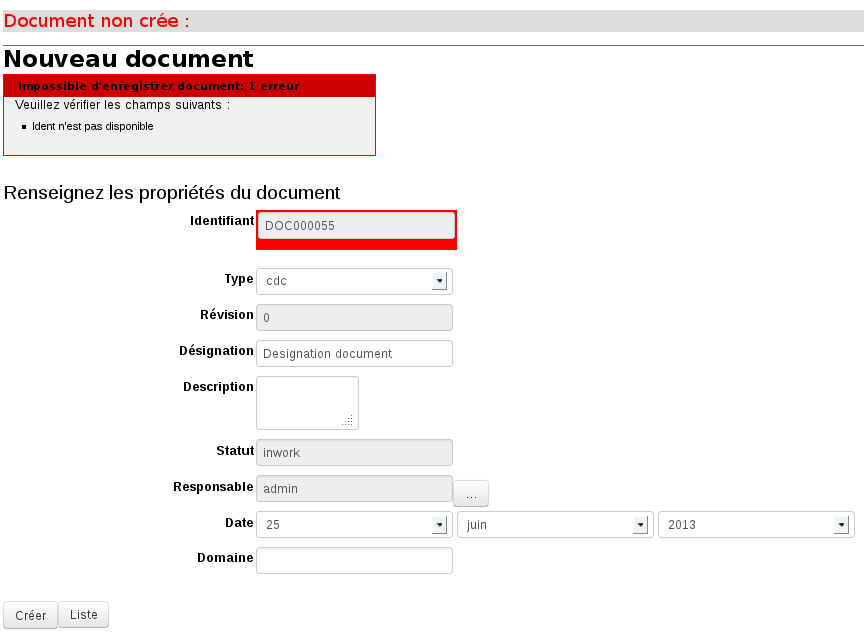 Document non crée :
Nouveau document
Impossible d'enregistrer document: 1 erreur
Veuillez vérifier les champs suivants :
Ident n'est pas disponible
Renseignez les propriétés du document
Identifiant DOC000055
Type cdc
Révision 0
Désignation Designation document
Description
Statut inwork
Responsable admin ...
Date 25 juin 2013
Domaine
Créer Liste